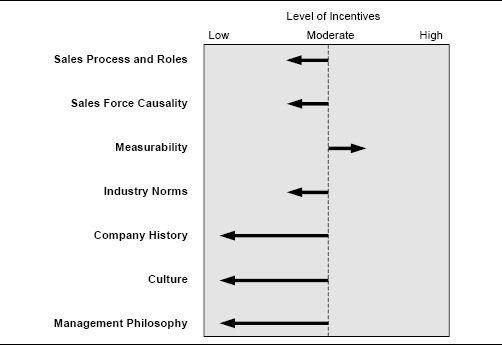 Level of Incentives
Low Moderate High
Sales Process and Roles
Sales Force Causality
Measurability
Industry Norms
Company History
Culture
Management Philosophy